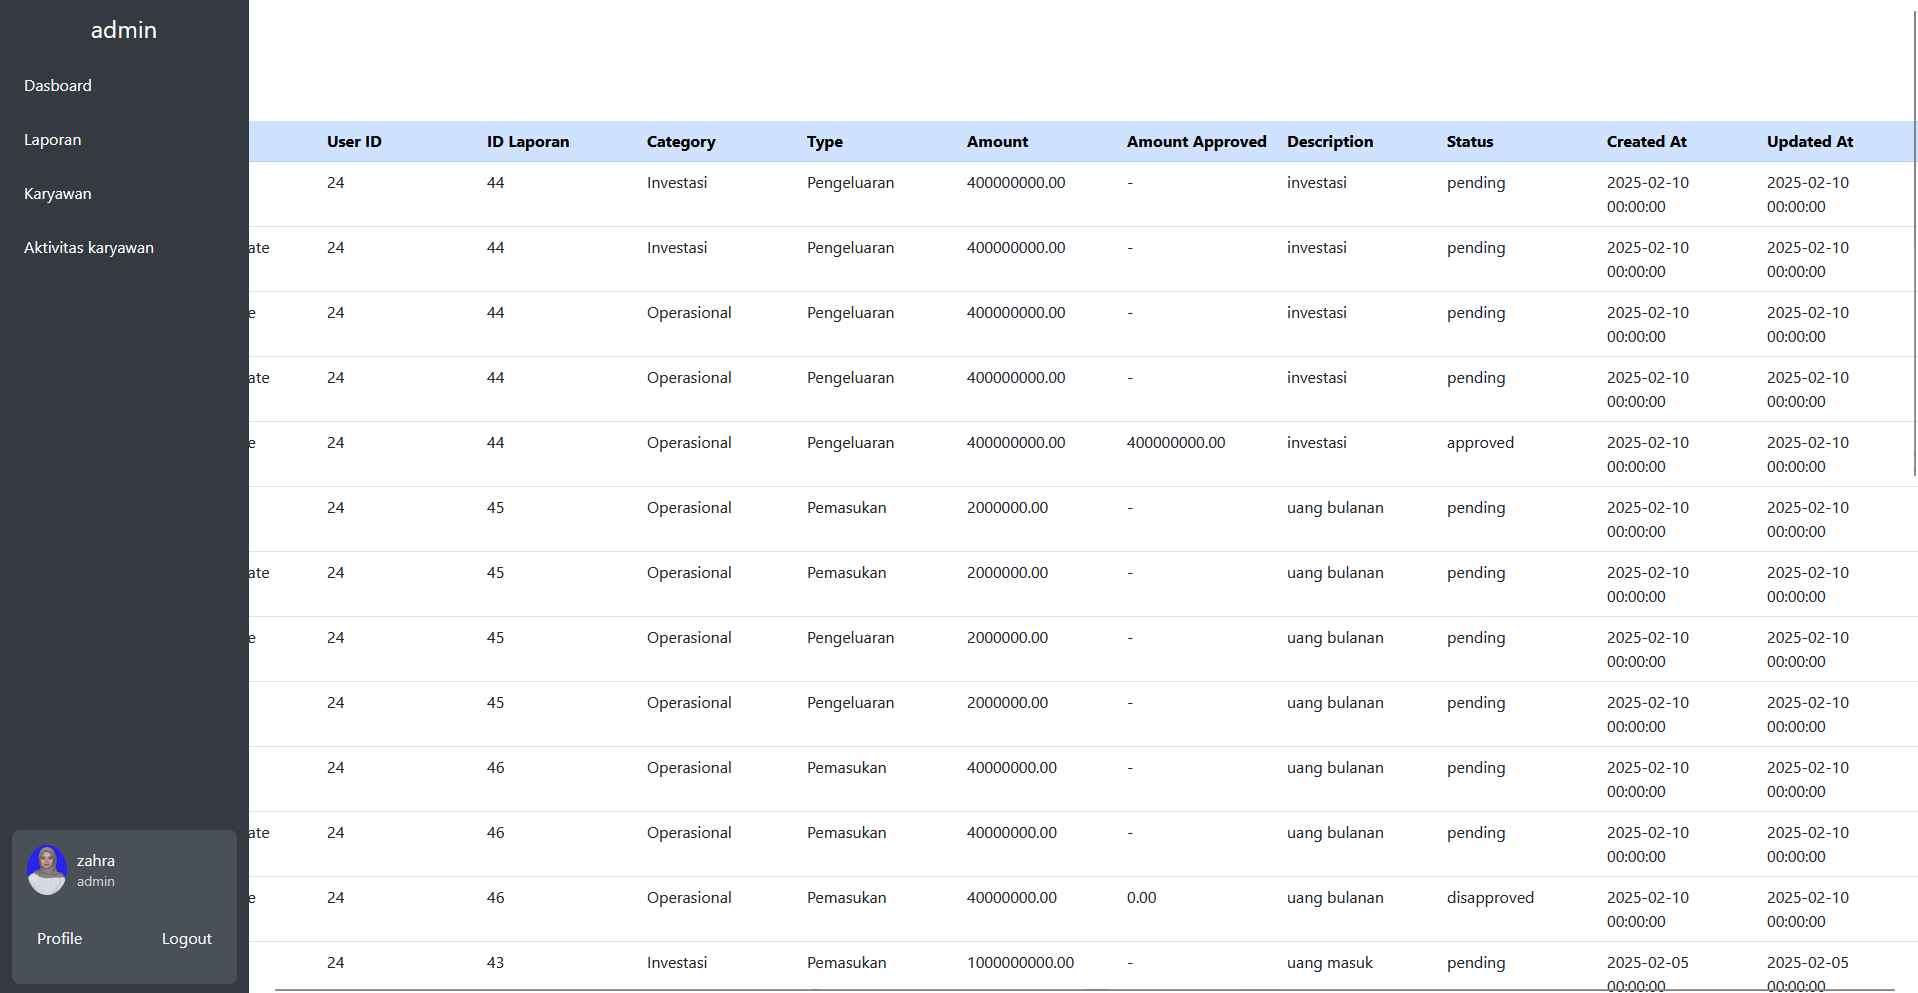 admin
Dasboard
Laporan
Karyawan
Aktivitas karyawan
zahra
admin
Profile Logout
User ID ID Laporan Category Type Amount Amount Approved Description Status Created At Updated At
24 44 Investasi Pengeluaran 400000000.00 - investasi pending 2025-02-10 2025-02-10
00:00:00 00:00:00
ate 24 44 Investasi Pengeluaran 400000000.00 - investasi pending 2025-02-10 2025-02-10
00:00:00 00:00:00
e 24 44 Operasional Pengeluaran 400000000.00 - investasi pending 2025-02-10 2025-02-10
00:00:00 00:00:00
ate 24 44 Operasional Pengeluaran 400000000.00 - investasi pending 2025-02-10 2025-02-10
00:00:00 00:00:00
e 24 44 Operasional Pengeluaran 400000000.00 400000000.00 investasi approved 2025-02-10 2025-02-10
00:00:00 00:00:00
24 45 Operasional Pemasukan 2000000.00 - uang bulanan pending 2025-02-10 2025-02-10
00:00:00 00:00:00
ate 24 45 Operasional Pemasukan 2000000.00 - uang bulanan pending 2025-02-10 2025-02-10
00:00:00 00:00:00
e 24 45 Operasional Pengeluaran 2000000.00 - uang bulanan pending 2025-02-10 2025-02-10
00:00:00 00:00:00
24 45 Operasional Pengeluaran 2000000.00 - uang bulanan pending 2025-02-10 2025-02-10
00:00:00 00:00:00
24 46 Operasional Pemasukan 40000000.00 - uang bulanan pending 2025-02-10 2025-02-10
00:00:00 00:00:00
ate 24 46 Operasional Pemasukan 40000000.00 - uang bulanan pending 2025-02-10 2025-02-10
00:00:00 00:00:00
e 24 46 Operasional Pemasukan 40000000.00 0.00 uang bulanan disapproved 2025-02-10 2025-02-10
00:00:00 00:00:00
24 43 Investasi Pemasukan 1000000000.00 - uang masuk pending 2025-02-05 2025-02-05
00:00:00 00:00:00